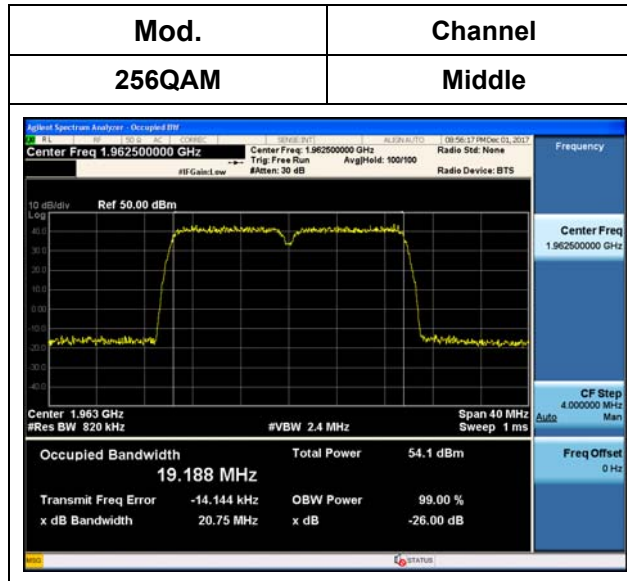 Mod. Channel
256QAM Middle
Agilent Spectrum Analyzer - Occupied BW
RL RF 50 Ω AC CORREC SENSE:INT ALIGN AUTO 08:56:17 PM Dec 01, 2017
Center Freq 1.962500000 GHz Center Freq: 1.962500000 GHz Radio Std: None Frequency
Trig: Free Run Avg|Hold: 100/100
#IFGain:Low #Atten: 30 dB Radio Device: BTS
10 dB/div Ref 50.00 dBm
Log
40.0
30.0
20.0
10.0
0.00
-10.0
-20.0
-30.0
-40.0
Center Freq
1.962500000 GHz
Center 1.963 GHz Span 40 MHz
#Res BW 820 kHz #VBW 2.4 MHz Sweep 1 ms
CF Step
4.000000 MHz
Auto Man
Occupied Bandwidth Total Power 54.1 dBm
19.188 MHz
Transmit Freq Error -14.144 kHz OBW Power 99.00 %
x dB Bandwidth 20.75 MHz x dB -26.00 dB
Freq Offset
0 Hz
MSG STATUS